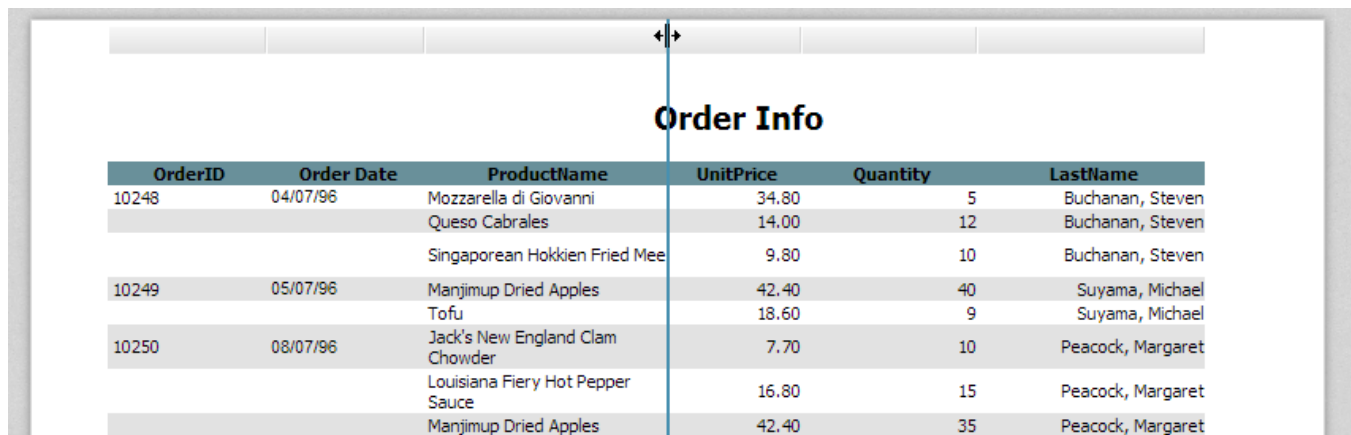 Order Info
OrderID Order Date ProductName UnitPrice Quantity LastName
10248 04/07/96 Mozzarella di Giovanni 34.80 5 Buchanan, Steven
Queso Cabrales 14.00 12 Buchanan, Steven
Singaporean Hokkien Fried Mee 9.80 10 Buchanan, Steven
10249 05/07/96 Manjimup Dried Apples 42.40 40 Suyama, Michael
Tofu 18.60 9 Suyama, Michael
10250 08/07/96 Jack's New England Clam Chowder 7.70 10 Peacock, Margaret
Louisiana Fiery Hot Pepper Sauce 16.80 15 Peacock, Margaret
Manjimup Dried Apples 42.40 35 Peacock, Margaret